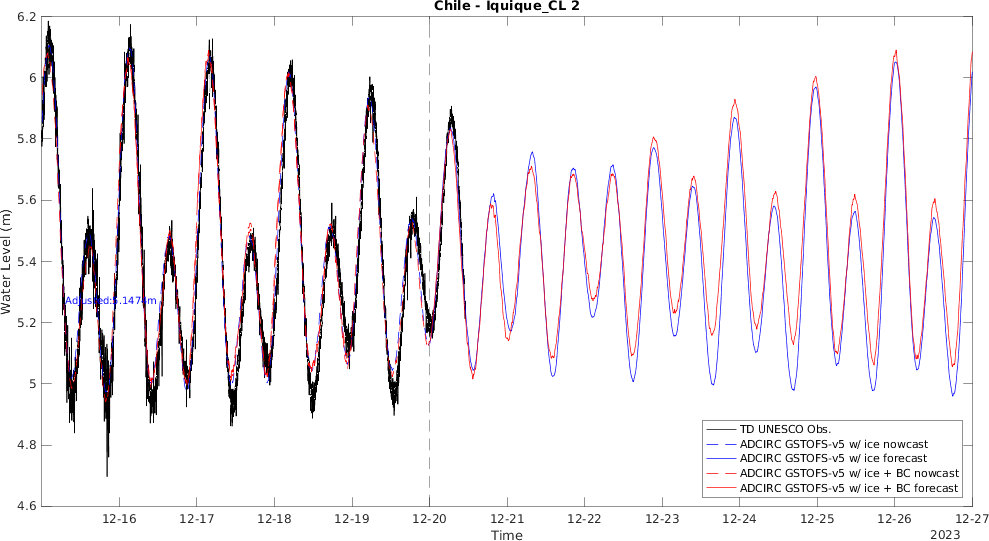 Chile - Iquique_CL 2
6.2
6
5.8
5.6
5.4
5.2
5
4.8
4.6
Water Level (m)
Adjusted:5.1474m
TD UNESCO Obs.
ADCIRC GSTOFS-v5 w/ ice nowcast
ADCIRC GSTOFS-v5 w/ ice forecast
ADCIRC GSTOFS-v5 w/ ice + BC nowcast
ADCIRC GSTOFS-v5 w/ ice + BC forecast
12-16 12-17 12-18 12-19 12-20 12-21 12-22 12-23 12-24 12-25 12-26 12-27
Time
2023